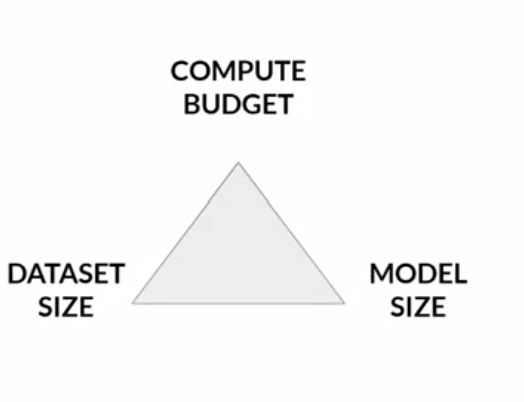 COMPUTE
BUDGET
DATASET
SIZE
MODEL
SIZE